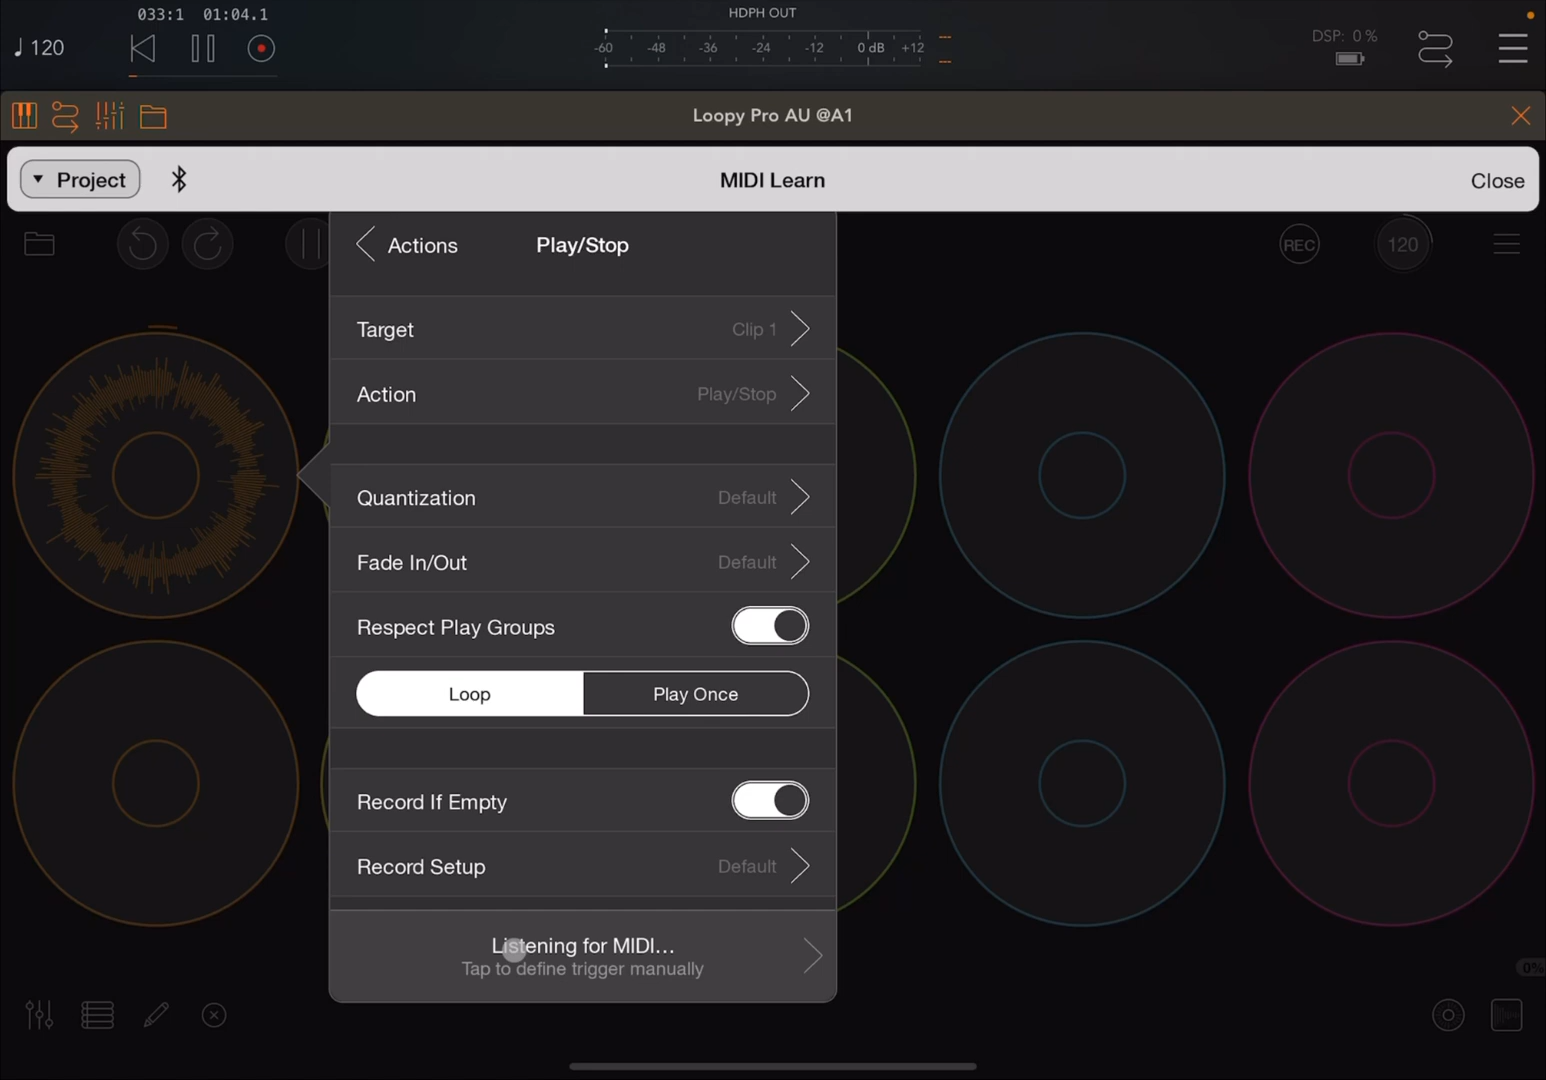 033:1 01:04.1
HDPH OUT
120
-60 -48 -36 -24 -12 0 dB +12
DSP: 0 %
Loopy Pro AU @A1
Project
MIDI Learn
Close
Actions
Play/Stop
REC
120
Target
Clip 1
Action
Play/Stop
Quantization
Default
Fade In/Out
Default
Respect Play Groups
Loop
Play Once
Record If Empty
Record Setup
Default
Listening for MIDI...
Tap to define trigger manually
0%